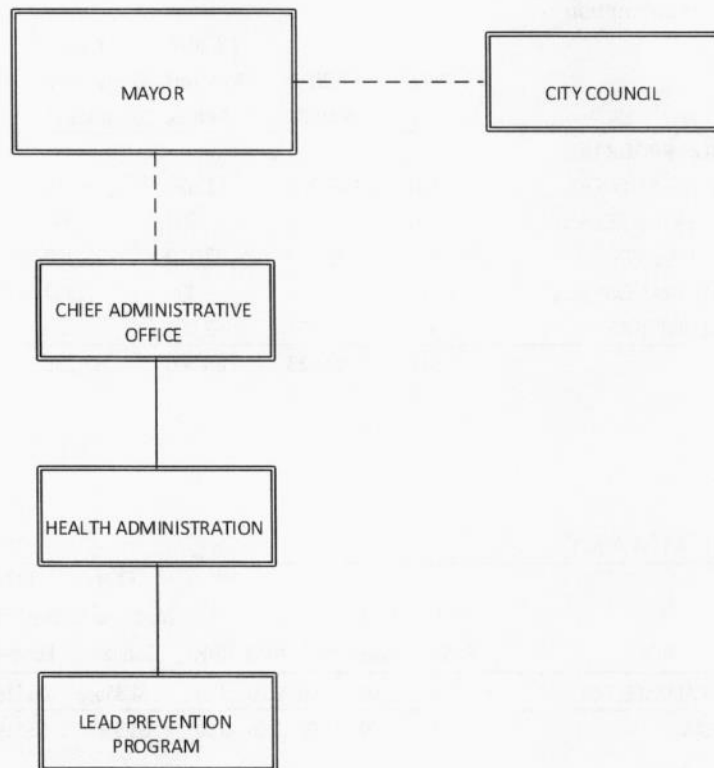 MAYOR
CITY COUNCIL
CHIEF ADMINISTRATIVE
OFFICE
HEALTH ADMINISTRATION
LEAD PREVENTION
PROGRAM